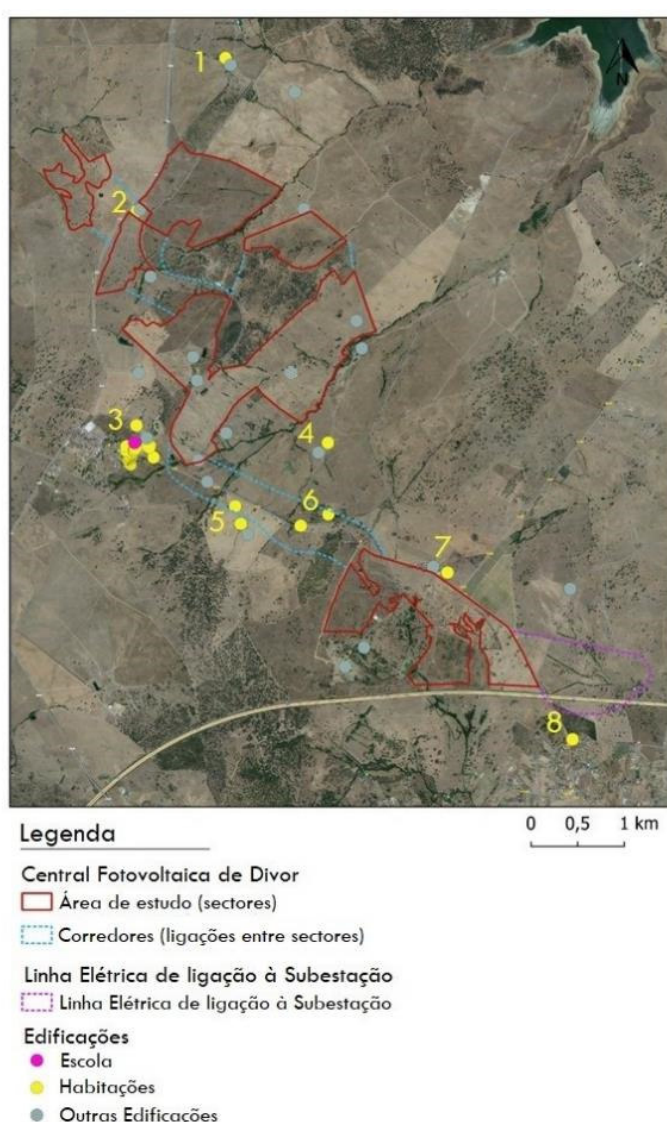 1
N
2
3
4
5
6
7
8
Legenda
0 0,5 1 km
Central Fotovoltaica de Divor
Área de estudo (sectores)
Corredores (ligações entre sectores)
Linha Elétrica de ligação à Subestação
Linha Elétrica de ligação à Subestação
Edificações
Escola
Habitações
Outras Edificações